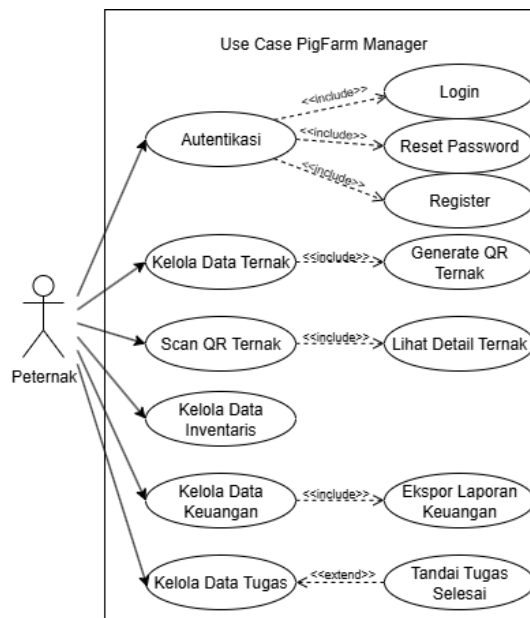 Use Case PigFarm Manager
<<include>>
Login
Autentikasi
<<include>>
Reset Password
<<include>>
Register
Kelola Data Ternak
<<include>>
Generate QR
Ternak
Peternak
Scan QR Ternak
<<include>>
Lihat Detail Ternak
Kelola Data
Inventaris
Kelola Data
Keuangan
<<include>>
Ekspor Laporan
Keuangan
Kelola Data Tugas
<<extend>>
Tandai Tugas
Selesai